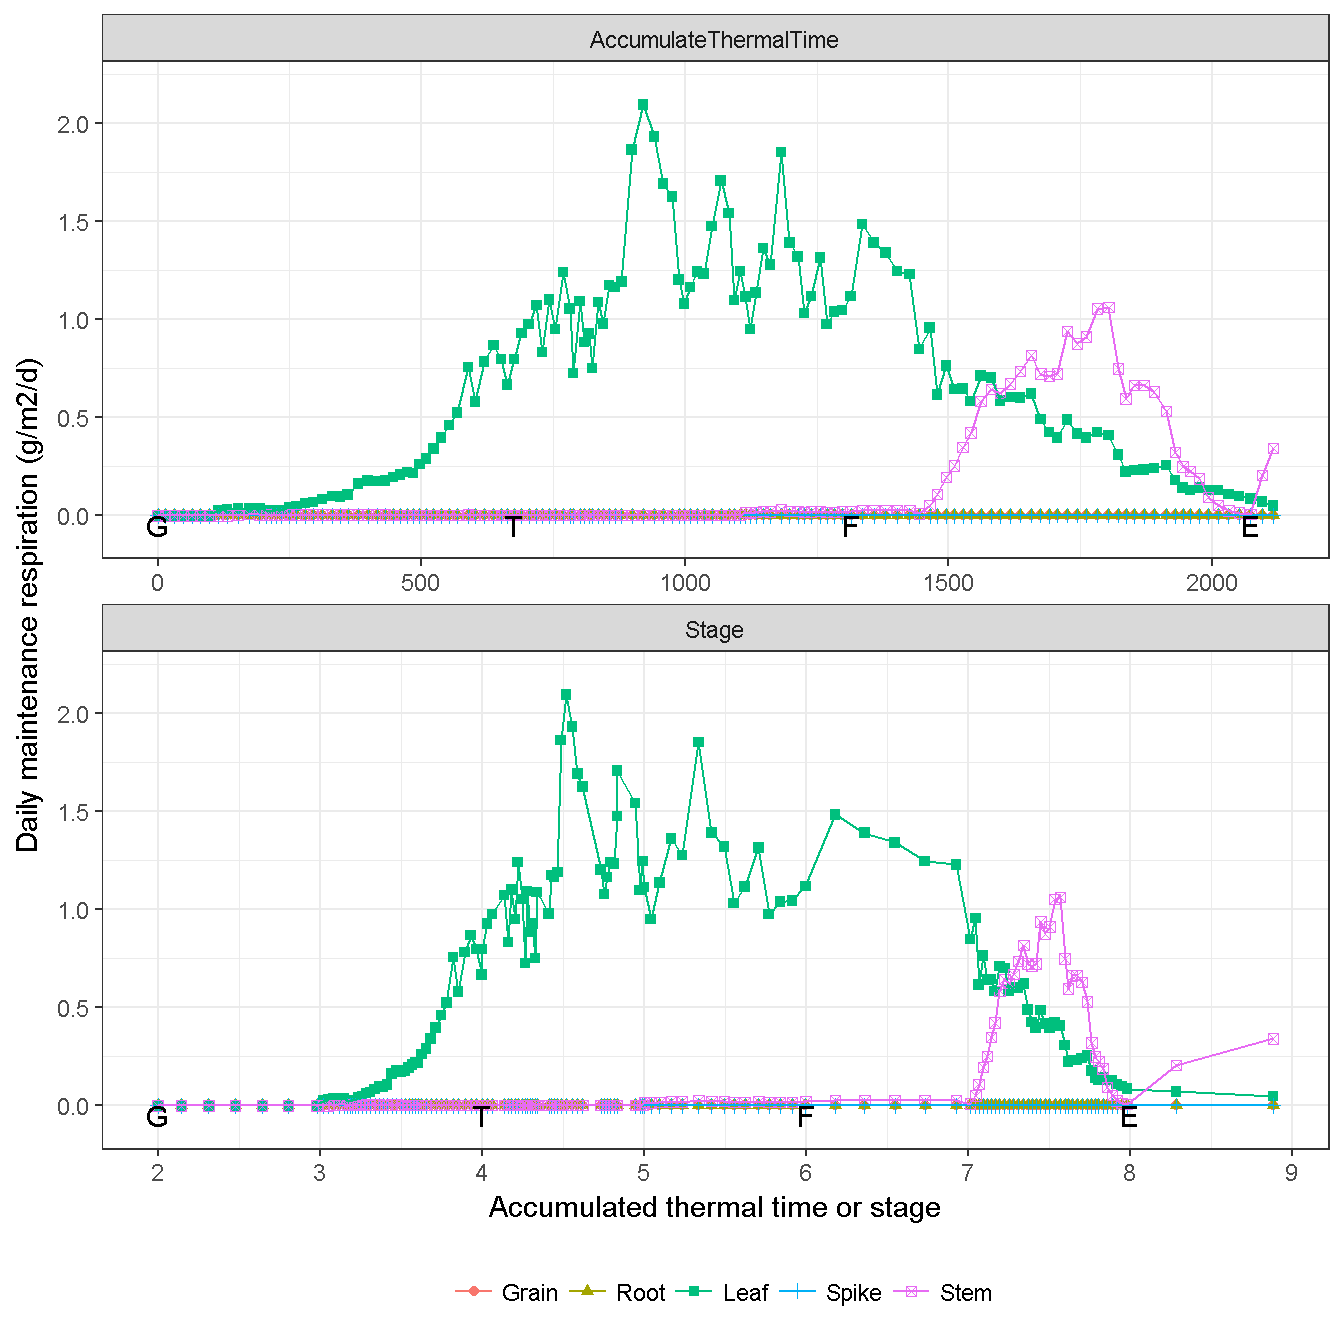 AccumulateThermalTime
2.0
1.5
1.0
0.5
0.0
G T F E
0 500 1000 1500 2000
Stage
2.0
1.5
1.0
0.5
0.0
G T F E
2 3 4 5 6 7 8 9
Daily maintenance respiration (g/m2/d)
Accumulated thermal time or stage
Grain Root Leaf Spike Stem